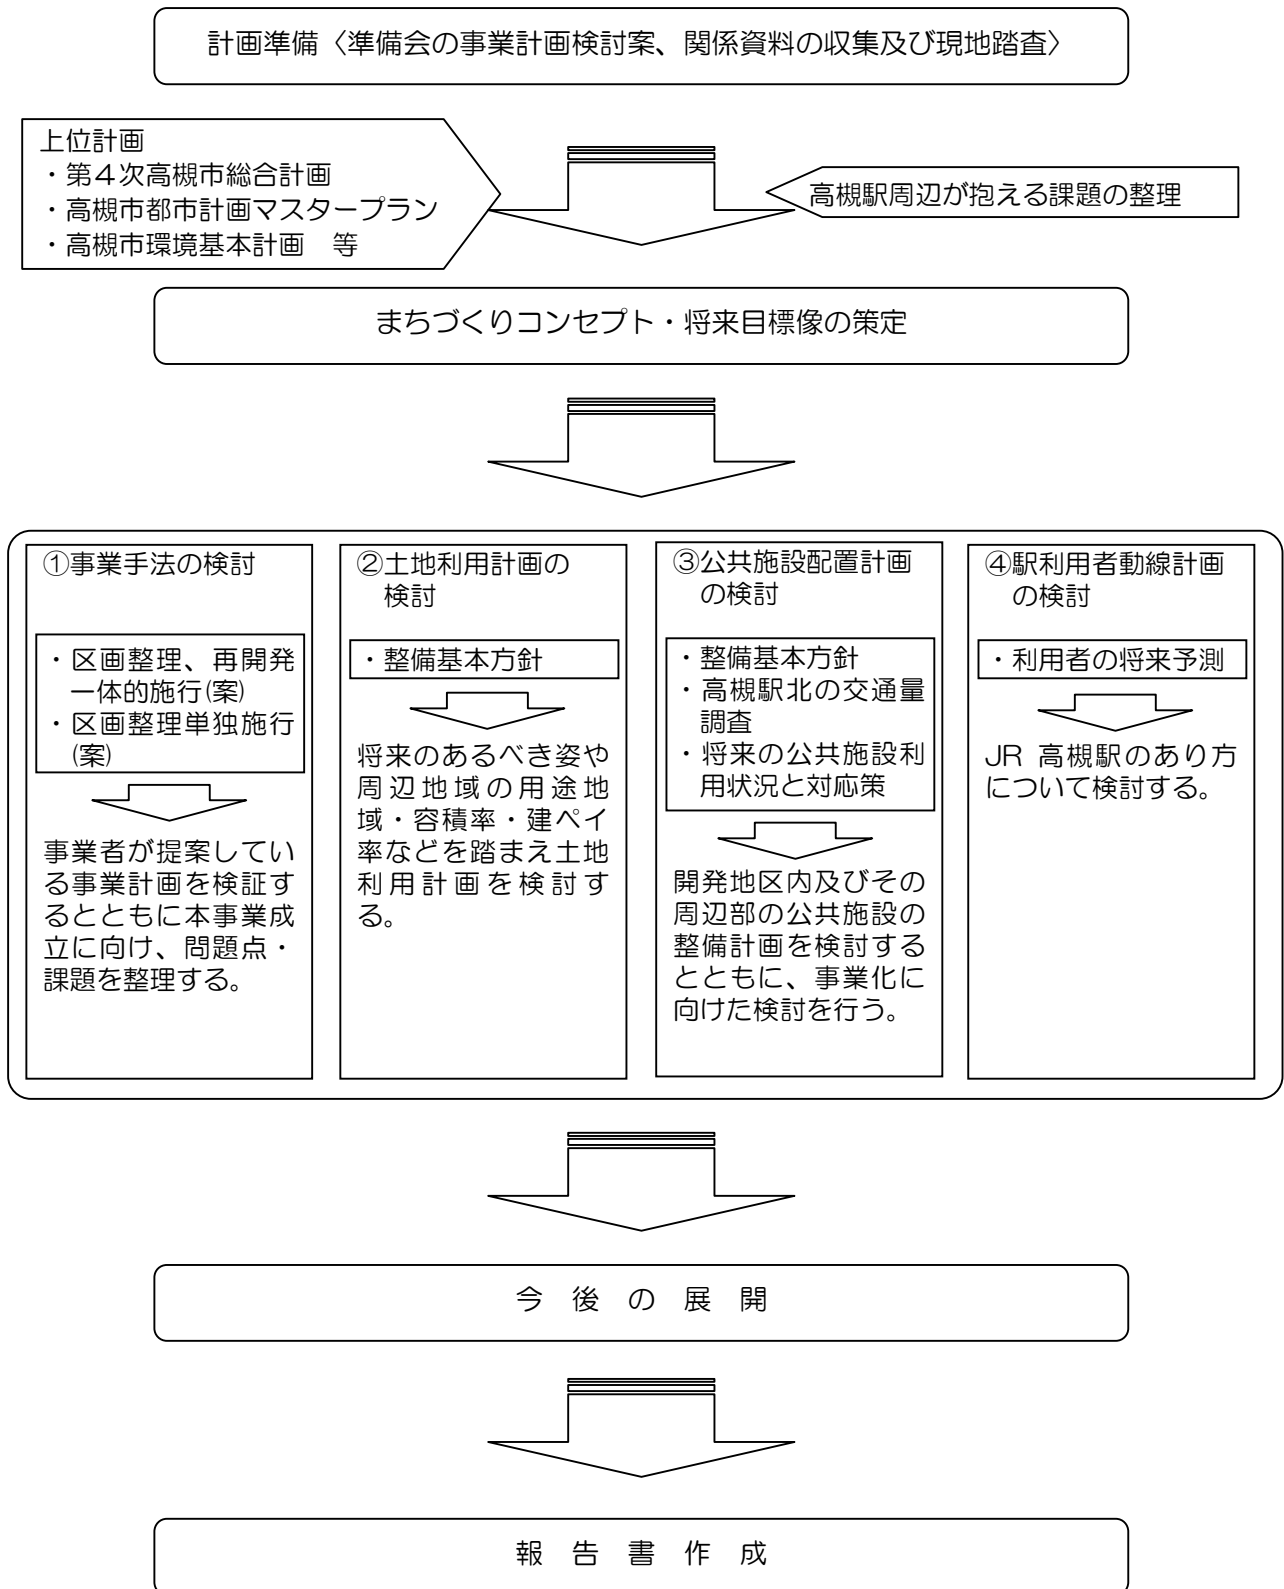 計画準備〈準備会の事業計画検討案、関係資料の収集及び現地踏査〉
上位計画
・第４次高槻市総合計画
・高槻市都市計画マスタープラン
・高槻市環境基本計画　等
高槻駅周辺が抱える課題の整理
まちづくりコンセプト・将来目標像の策定
①事業手法の検討
・区画整理、再開発
一体的施行(案)
・区画整理単独施行
(案)
事業者が提案してい
る事業計画を検証す
るとともに本事業成
立に向け、問題点・
課題を整理する。
②土地利用計画の
検討
・整備基本方針
将来のあるべき姿や
周辺地域の用途地
域・容積率・建ペイ
率などを踏まえ土地
利用計画を検討す
る。
③公共施設配置計画
の検討
・整備基本方針
・高槻駅北の交通量
調査
・将来の公共施設利
用状況と対応策
開発地区内及びその
周辺部の公共施設の
整備計画を検討する
とともに、事業化に
向けた検討を行う。
④駅利用者動線計画
の検討
・利用者の将来予測
JR 高槻駅のあり方
について検討する。
今　後　の　展　開
報　告　書　作　成